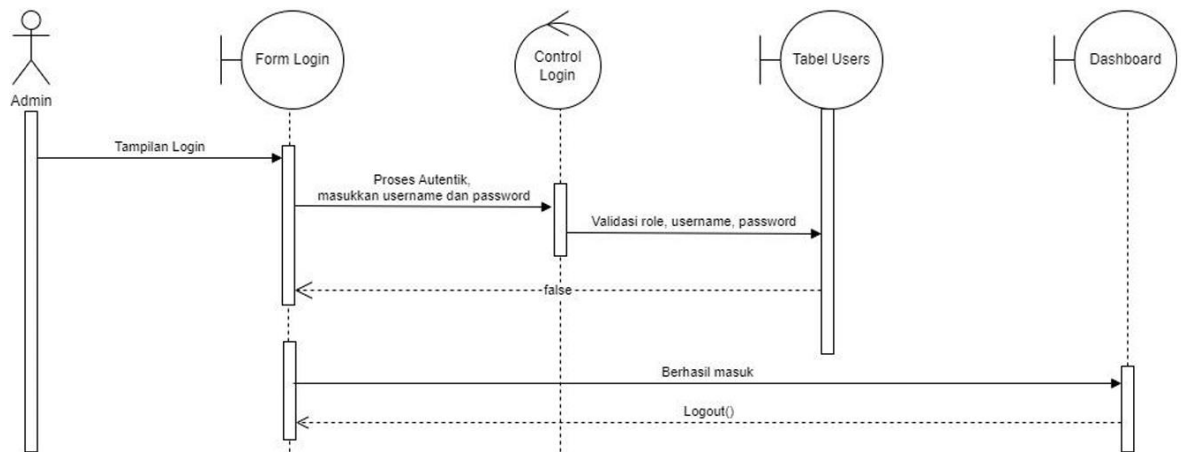 Admin
Form Login
Control
Login
Tabel Users
Dashboard
Tampilan Login
Proses Autentik,
masukkan username dan password
Validasi role, username, password
false
Berhasil masuk
Logout()